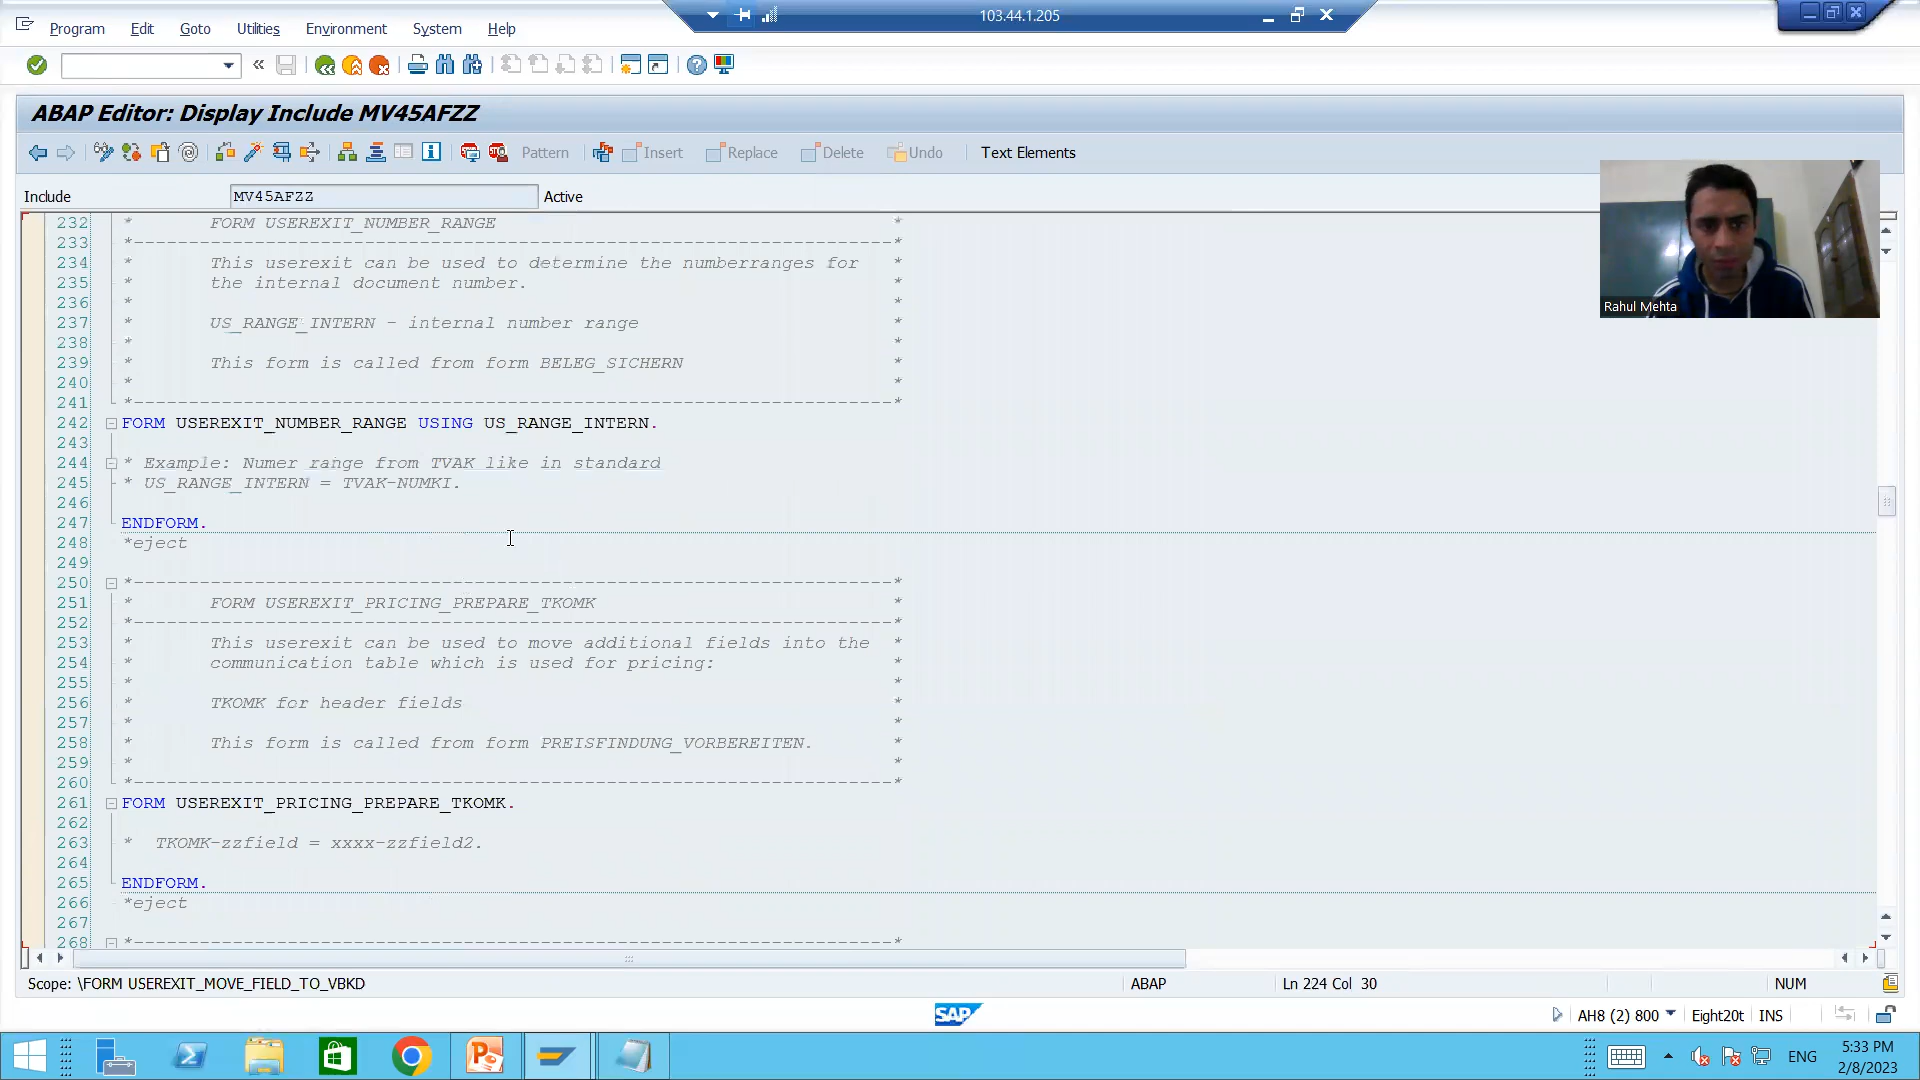 103.44.1.205
Program Edit Goto Utilities Environment System Help
ABAP Editor: Display Include MV45AFZZ
Pattern Insert Replace Delete Undo Text Elements
Include MV45AFZZ Active
Rahul Mehta
232 * FORM USEREXIT_NUMBER_RANGE *
233 *---------------------------------------------------------------------*
234 * This userexit can be used to determine the numberranges for *
235 * the internal document number. *
236 * *
237 * US_RANGE_INTERN - internal number range *
238 * *
239 * This form is called from form BELEG_SICHERN *
240 * *
241 *---------------------------------------------------------------------*
242 FORM USEREXIT_NUMBER_RANGE USING US_RANGE_INTERN.
243
244 * Example: Numer range from TVAK like in standard
245 * US_RANGE_INTERN = TVAK-NUMKI.
246
247 ENDFORM.
248 *eject
249
250 *---------------------------------------------------------------------*
251 * FORM USEREXIT_PRICING_PREPARE_TKOMK *
252 *---------------------------------------------------------------------*
253 * This userexit can be used to move additional fields into the *
254 * communication table which is used for pricing: *
255 * *
256 * TKOMK for header fields *
257 * *
258 * This form is called from form PREISFINDUNG_VORBEREITEN. *
259 * *
260 *---------------------------------------------------------------------*
261 FORM USEREXIT_PRICING_PREPARE_TKOMK.
262
263 * TKOMK-zzfield = xxxx-zzfield2.
264
265 ENDFORM.
266 *eject
267
268 *---------------------------------------------------------------------*
Scope: \FORM USEREXIT_MOVE_FIELD_TO_VBKD ABAP Ln 224 Col 30 NUM
SAP AH8 (2) 800 Eight20t INS
ENG 5:33 PM
2/8/2023